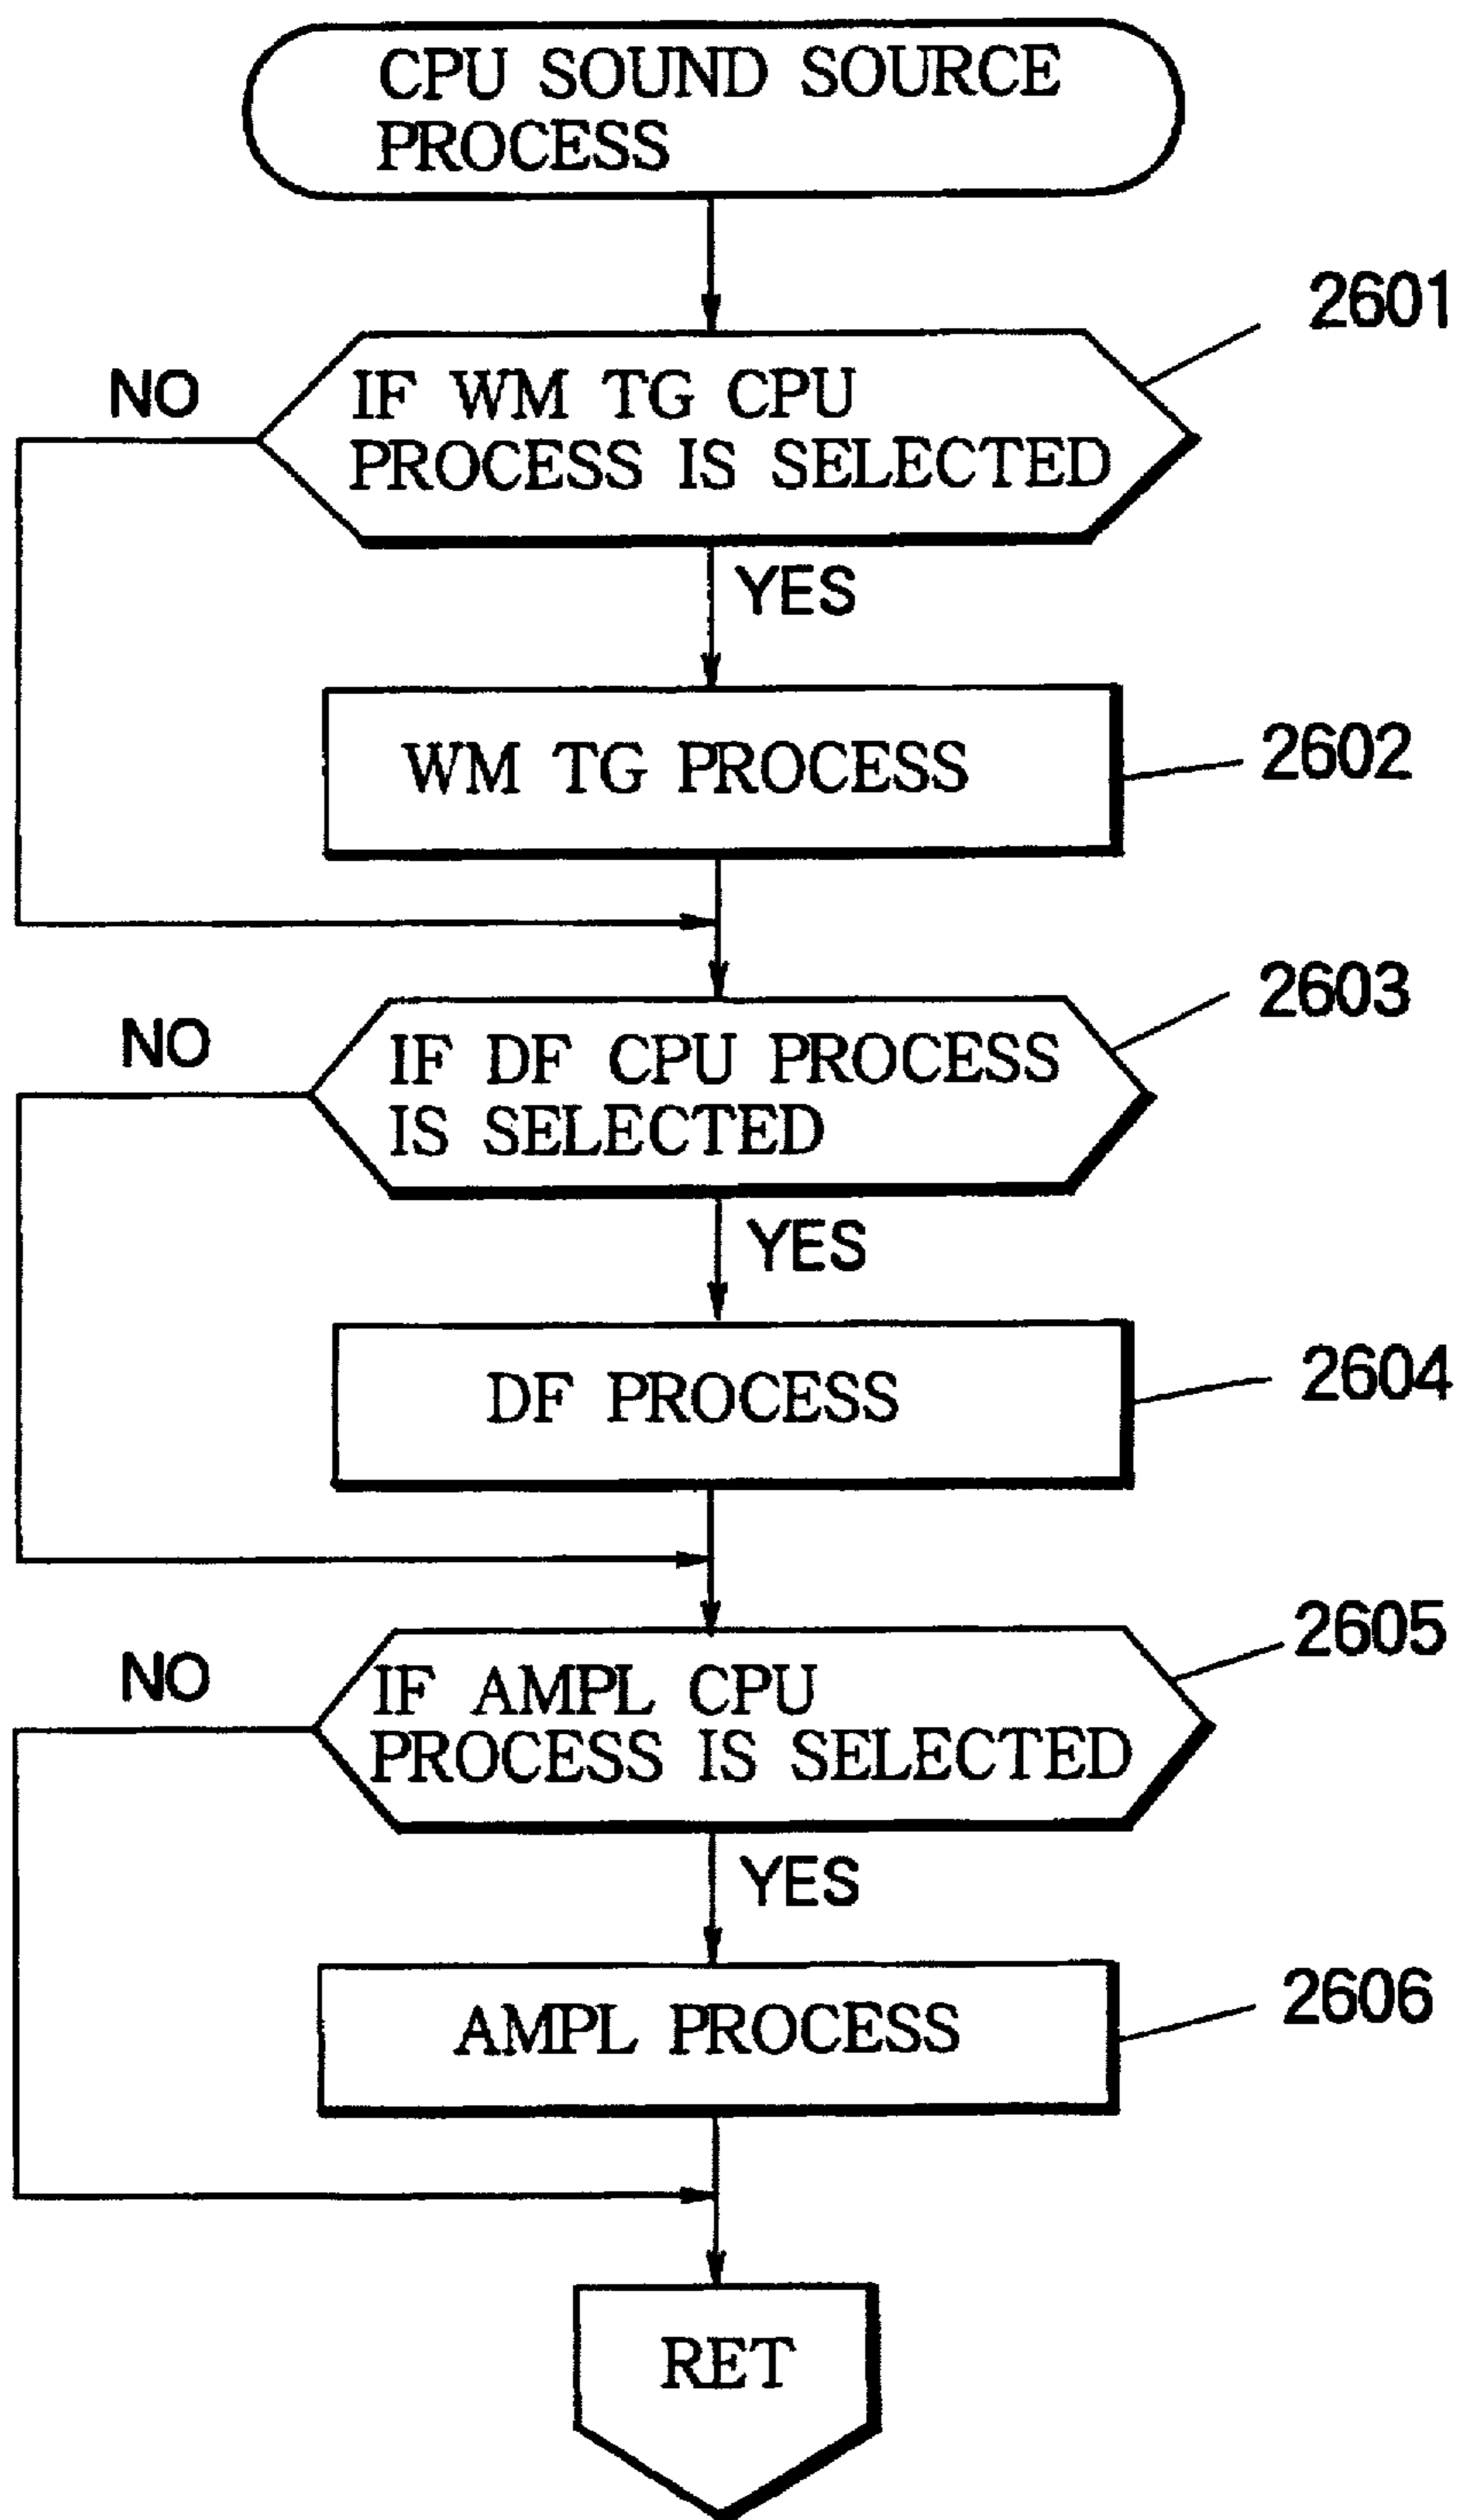 CPU SOUND SOURCE
PROCESS
2601
NO
IF WM TG CPU
PROCESS IS SELECTED
YES
WM TG PROCESS
2602
2603
NO
IF DF CPU PROCESS
IS SELECTED
YES
DF PROCESS
2604
2605
NO
IF AMPL CPU
PROCESS IS SELECTED
YES
AMPL PROCESS
2606
RET